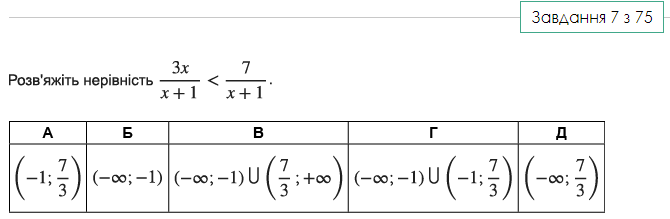 Завдання 7 з 75
Розв'яжіть нерівність 3x/(x + 1) < 7/(x + 1).
А Б В Г Д
(−1; 7/3) (−∞; −1) (−∞; −1) ∪ (7/3; +∞) (−∞; −1) ∪ (−1; 7/3) (−∞; 7/3)